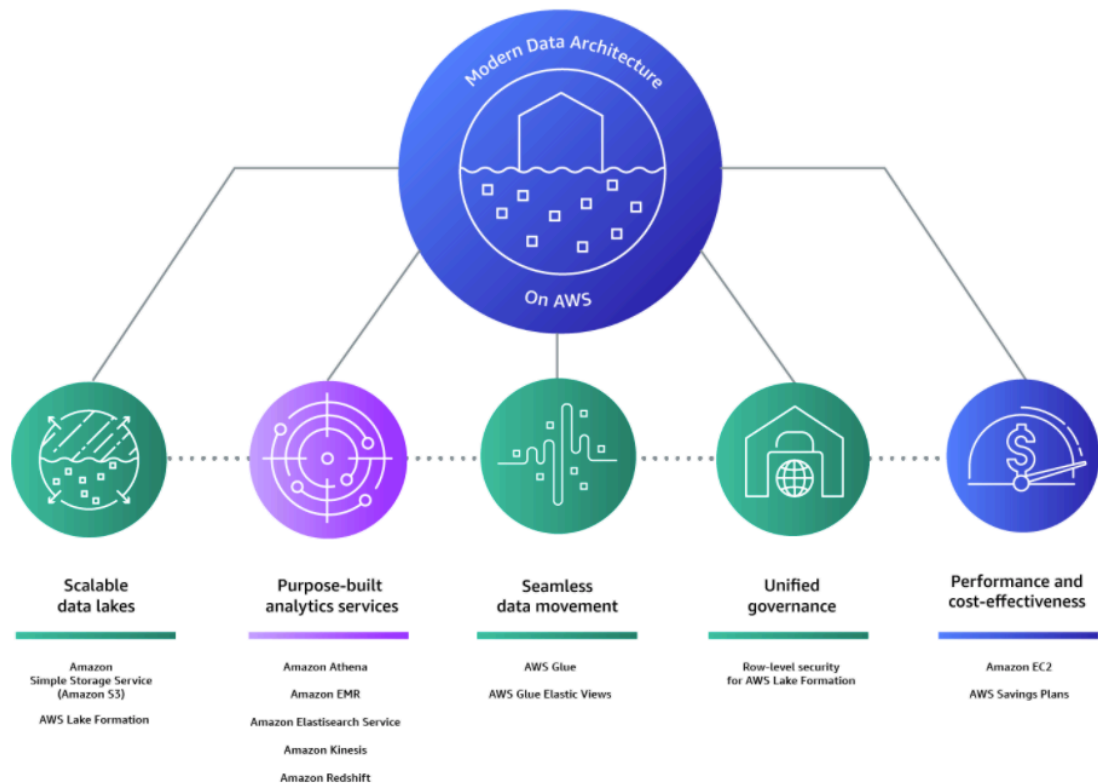 Modern Data Architecture
On AWS
Scalable
data lakes
Amazon
Simple Storage Service
(Amazon S3)
AWS Lake Formation
Purpose-built
analytics services
Amazon Athena
Amazon EMR
Amazon Elastisearch Service
Amazon Kinesis
Amazon Redshift
Seamless
data movement
AWS Glue
AWS Glue Elastic Views
Unified
governance
Row-level security
for AWS Lake Formation
Performance and
cost-effectiveness
$
Amazon EC2
AWS Savings Plans